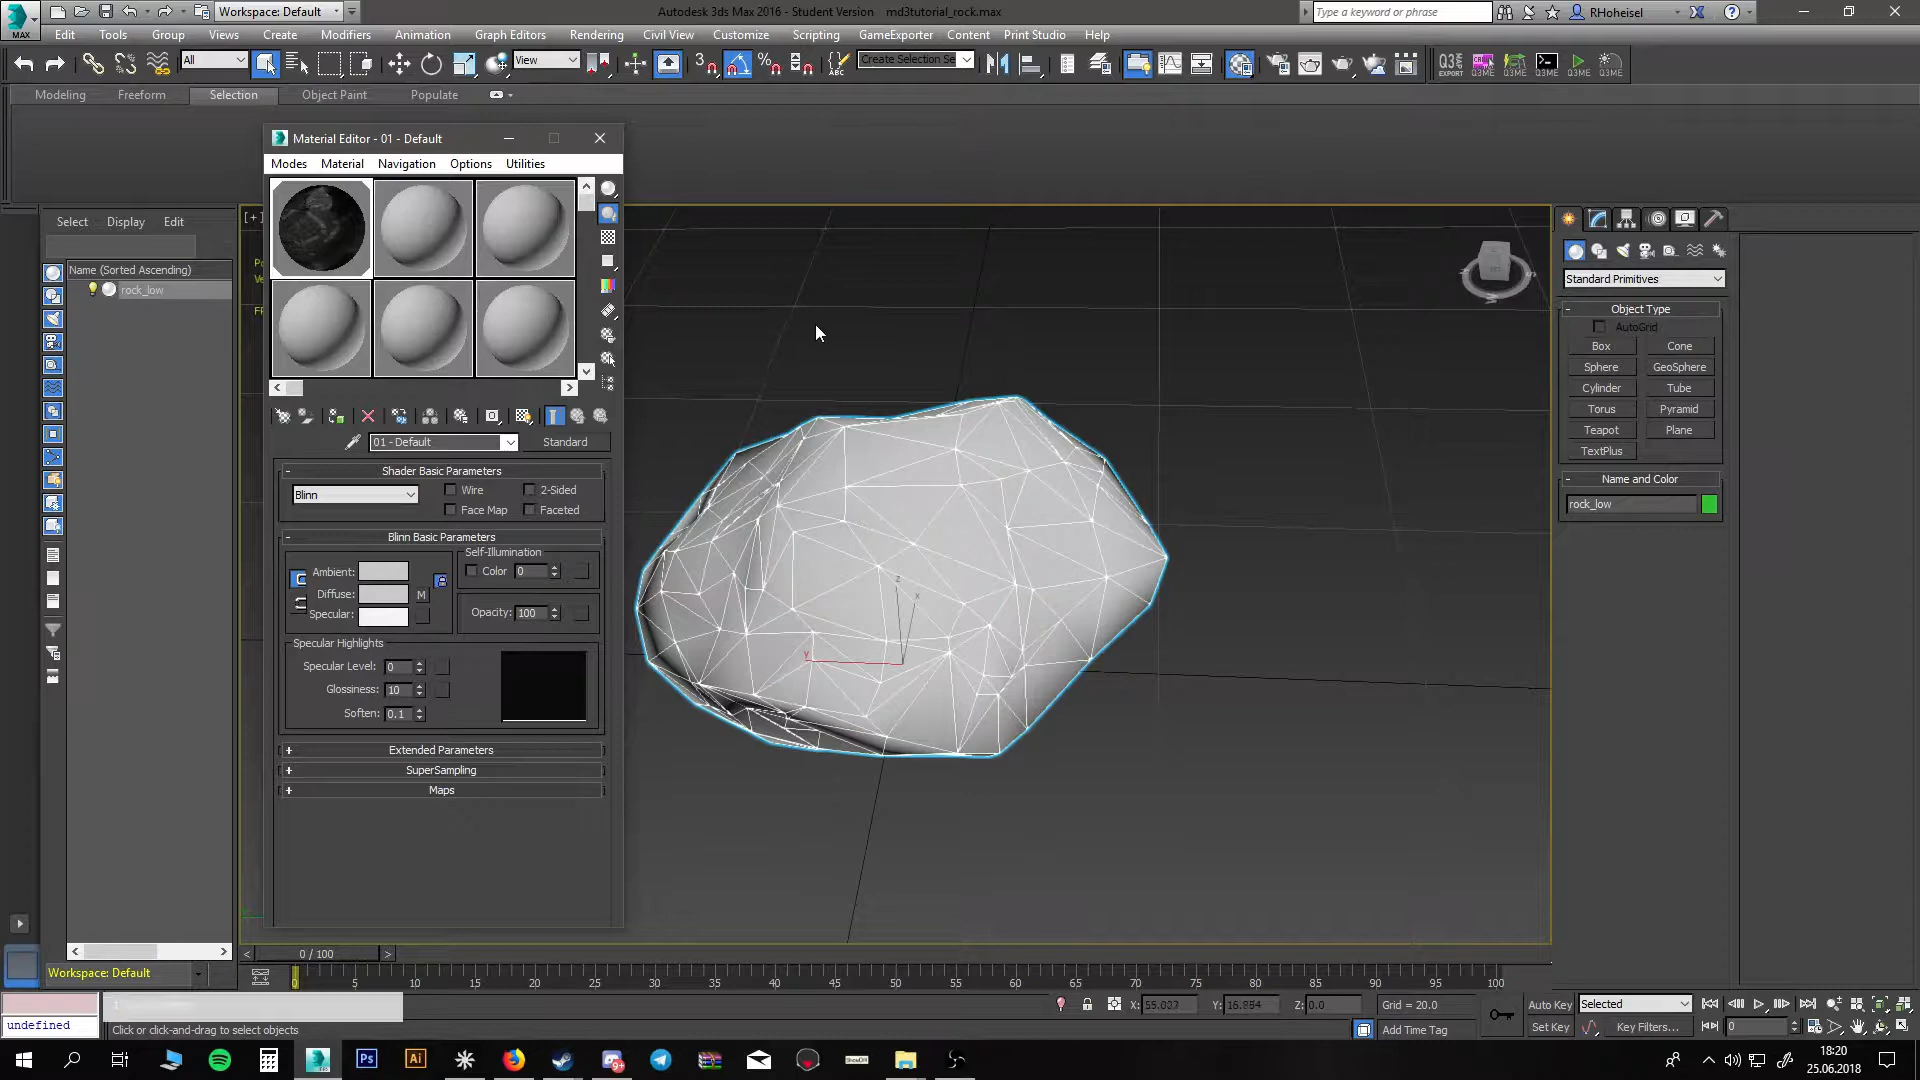 Workspace: Default
Autodesk 3ds Max 2016 - Student Version    md3tutorial_rock.max
Type a keyword or phrase
RHoheisel
MAX
Edit Tools Group Views Create Modifiers Animation Graph Editors Rendering Civil View Customize Scripting GameExporter Content Print Studio Help
All
View
3
Create Selection Se
Modeling Freeform Selection Object Paint Populate
Material Editor - 01 - Default
Modes Material Navigation Options Utilities
Select Display Edit
Name (Sorted Ascending)
rock_low
[+]
01 - Default
Standard
Shader Basic Parameters
Blinn
Wire
2-Sided
Face Map
Faceted
Blinn Basic Parameters
Self-Illumination
Ambient:
Color 0
Diffuse:
M
Specular:
Opacity: 100
Specular Highlights
Specular Level: 0
Glossiness: 10
Soften: 0.1
Extended Parameters
SuperSampling
Maps
z
x
y
Standard Primitives
Object Type
AutoGrid
Box Cone
Sphere GeoSphere
Cylinder Tube
Torus Pyramid
Teapot Plane
TextPlus
Name and Color
rock_low
0 / 100
Workspace: Default
0 5 10 15 20 25 30 35 40 45 50 55 60 65 70 75 80 85 90 95 100
undefined
Click or click-and-drag to select objects
X: 55.007 Y: 16.854 Z: 0.0
Grid = 20.0
Add Time Tag
Auto Key
Selected
Set Key
Key Filters...
0
18:20
25.06.2018